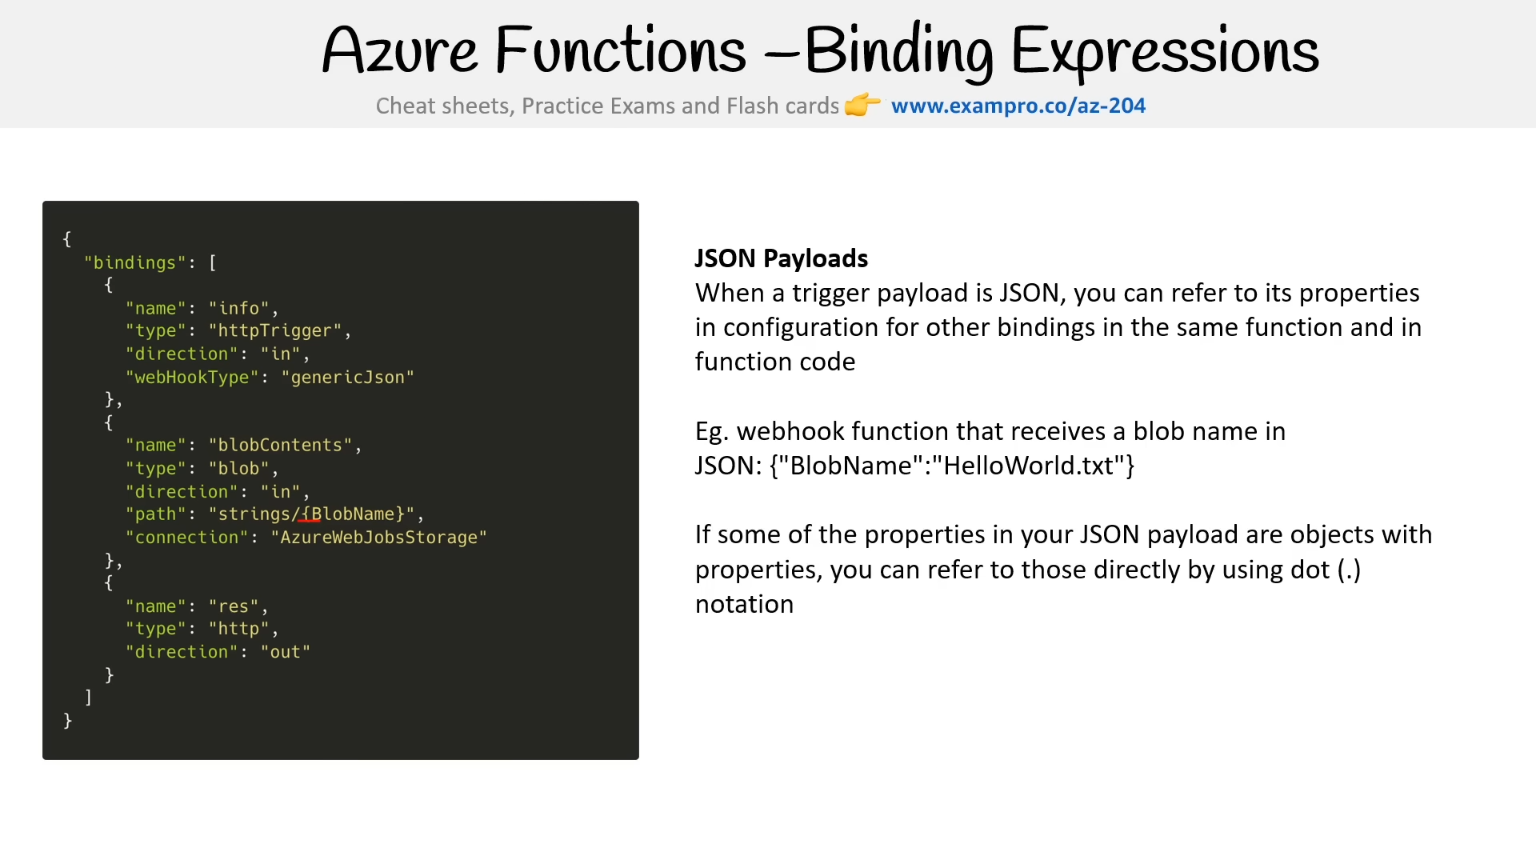 Azure Functions –Binding Expressions
Cheat sheets, Practice Exams and Flash cards 👉 www.exampro.co/az-204
{
  "bindings": [
    {
      "name": "info",
      "type": "httpTrigger",
      "direction": "in",
      "webHookType": "genericJson"
    },
    {
      "name": "blobContents",
      "type": "blob",
      "direction": "in",
      "path": "strings/{BlobName}",
      "connection": "AzureWebJobsStorage"
    },
    {
      "name": "res",
      "type": "http",
      "direction": "out"
    }
  ]
}
JSON Payloads
When a trigger payload is JSON, you can refer to its properties
in configuration for other bindings in the same function and in
function code
Eg. webhook function that receives a blob name in
JSON: {"BlobName":"HelloWorld.txt"}
If some of the properties in your JSON payload are objects with
properties, you can refer to those directly by using dot (.)
notation